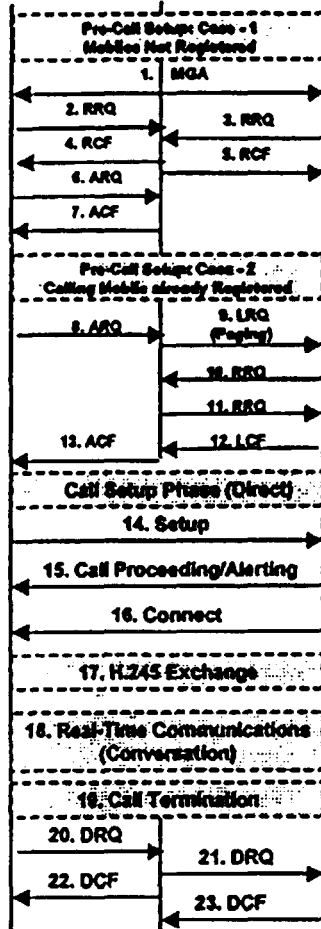 Pre-Call Setup: Case - 1
Mobiles Not Registered
1. MGA
2. RRQ
3. RRQ
4. RCF
5. RCF
6. ARQ
7. ACF
Pre-Call Setup: Case - 2
Calling Mobile already Registered
8. ARQ
9. LRQ
(Paging)
10. RRQ
11. RRQ
13. ACF
12. LCF
Call Setup Phase (Direct)
14. Setup
15. Call Proceeding/Alerting
16. Connect
17. H.245 Exchange
18. Real-Time Communications
(Conversation)
19. Call Termination
20. DRQ
21. DRQ
22. DCF
23. DCF